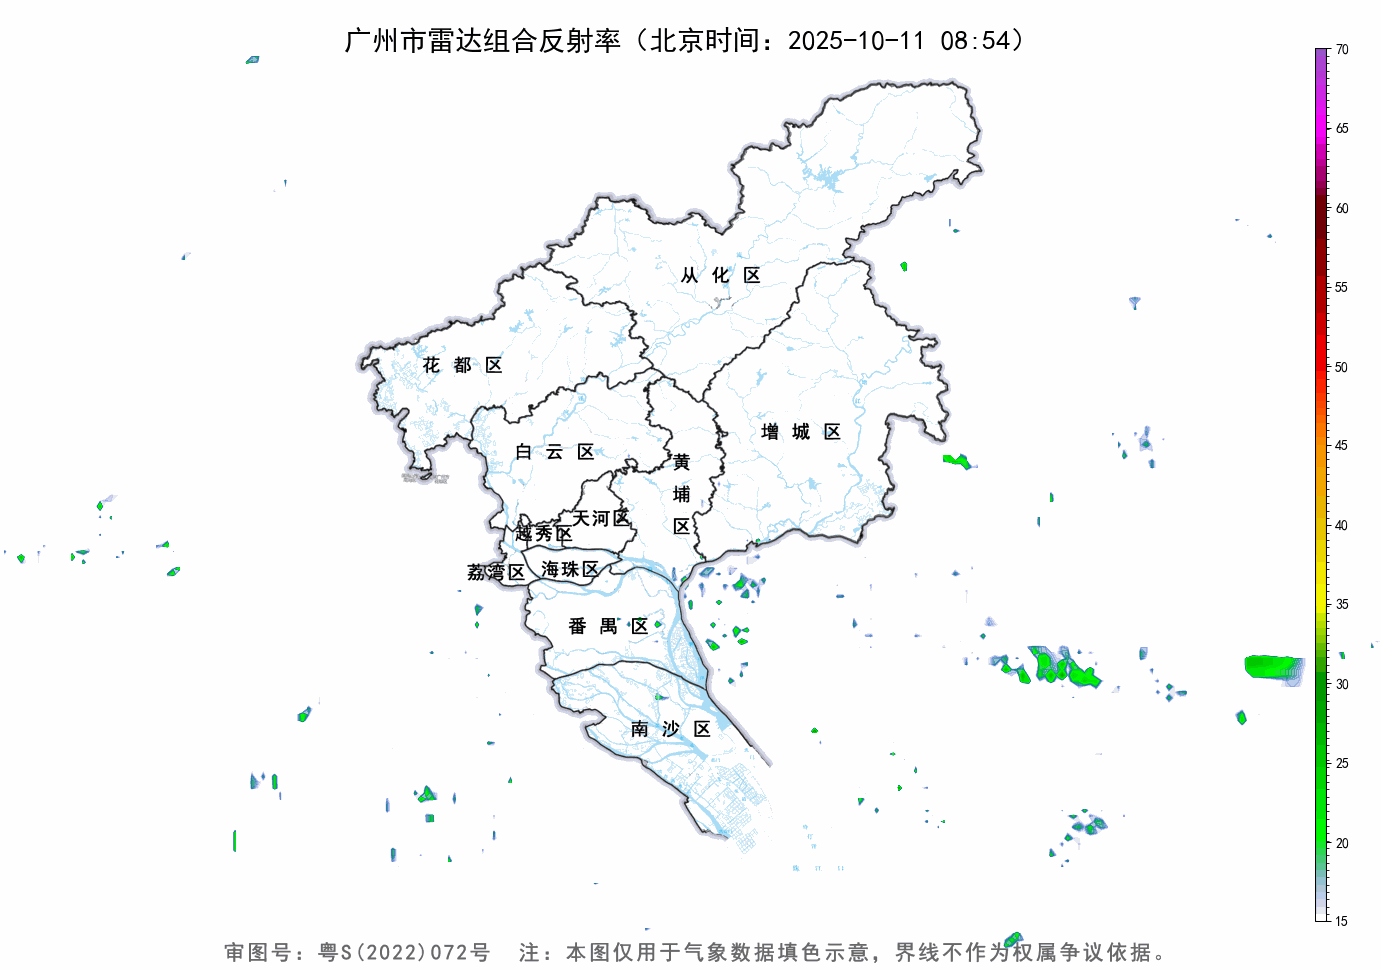 广州市雷达组合反射率（北京时间：2025-10-11 08:54）
70
65
60
55
50
45
40
35
30
25
20
15
从化区
花都区
增城区
白云区
黄埔区
天河区
越秀区
荔湾区
海珠区
番禺区
南沙区
审图号：粤S(2022)072号 注：本图仅用于气象数据填色示意，界线不作为权属争议依据。